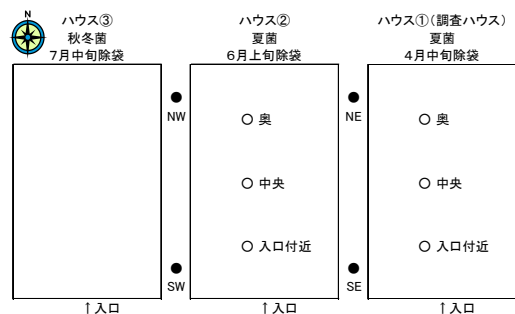 N
ハウス③
秋冬菌
7月中旬除袋
ハウス②
夏菌
6月上旬除袋
ハウス①(調査ハウス)
夏菌
4月中旬除袋
NW
NE
○ 奥
○ 奥
○ 中央
○ 中央
○ 入口付近
○ 入口付近
SW
SE
↑入口
↑入口
↑入口